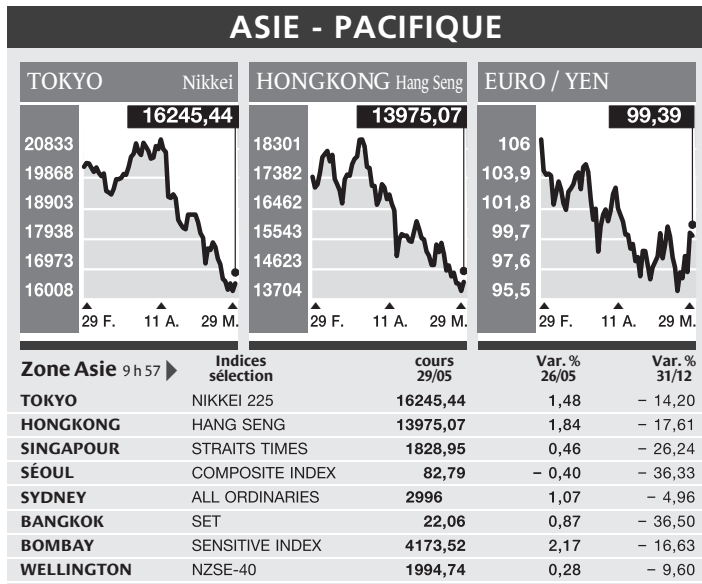 ASIE - PACIFIQUE
TOKYO Nikkei
16245,44
20833
19868
18903
17938
16973
16008
29 F. 11 A. 29 M.
HONGKONG Hang Seng
13975,07
18301
17382
16462
15543
14623
13704
29 F. 11 A. 29 M.
EURO / YEN
99,39
106
103,9
101,8
99,7
97,6
95,5
29 F. 11 A. 29 M.
Zone Asie 9 h 57 Indices sélection cours 29/05 Var. % 26/05 Var. % 31/12
TOKYO NIKKEI 225 16245,44 1,48 – 14,20
HONGKONG HANG SENG 13975,07 1,84 – 17,61
SINGAPOUR STRAITS TIMES 1828,95 0,46 – 26,24
SÉOUL COMPOSITE INDEX 82,79 – 0,40 – 36,33
SYDNEY ALL ORDINARIES 2996 1,07 – 4,96
BANGKOK SET 22,06 0,87 – 36,50
BOMBAY SENSITIVE INDEX 4173,52 2,17 – 16,63
WELLINGTON NZSE-40 1994,74 0,28 – 9,60